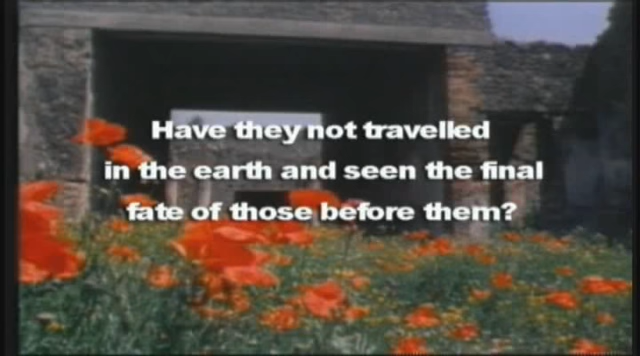 Have they not travelled
in the earth and seen the final
fate of those before them?